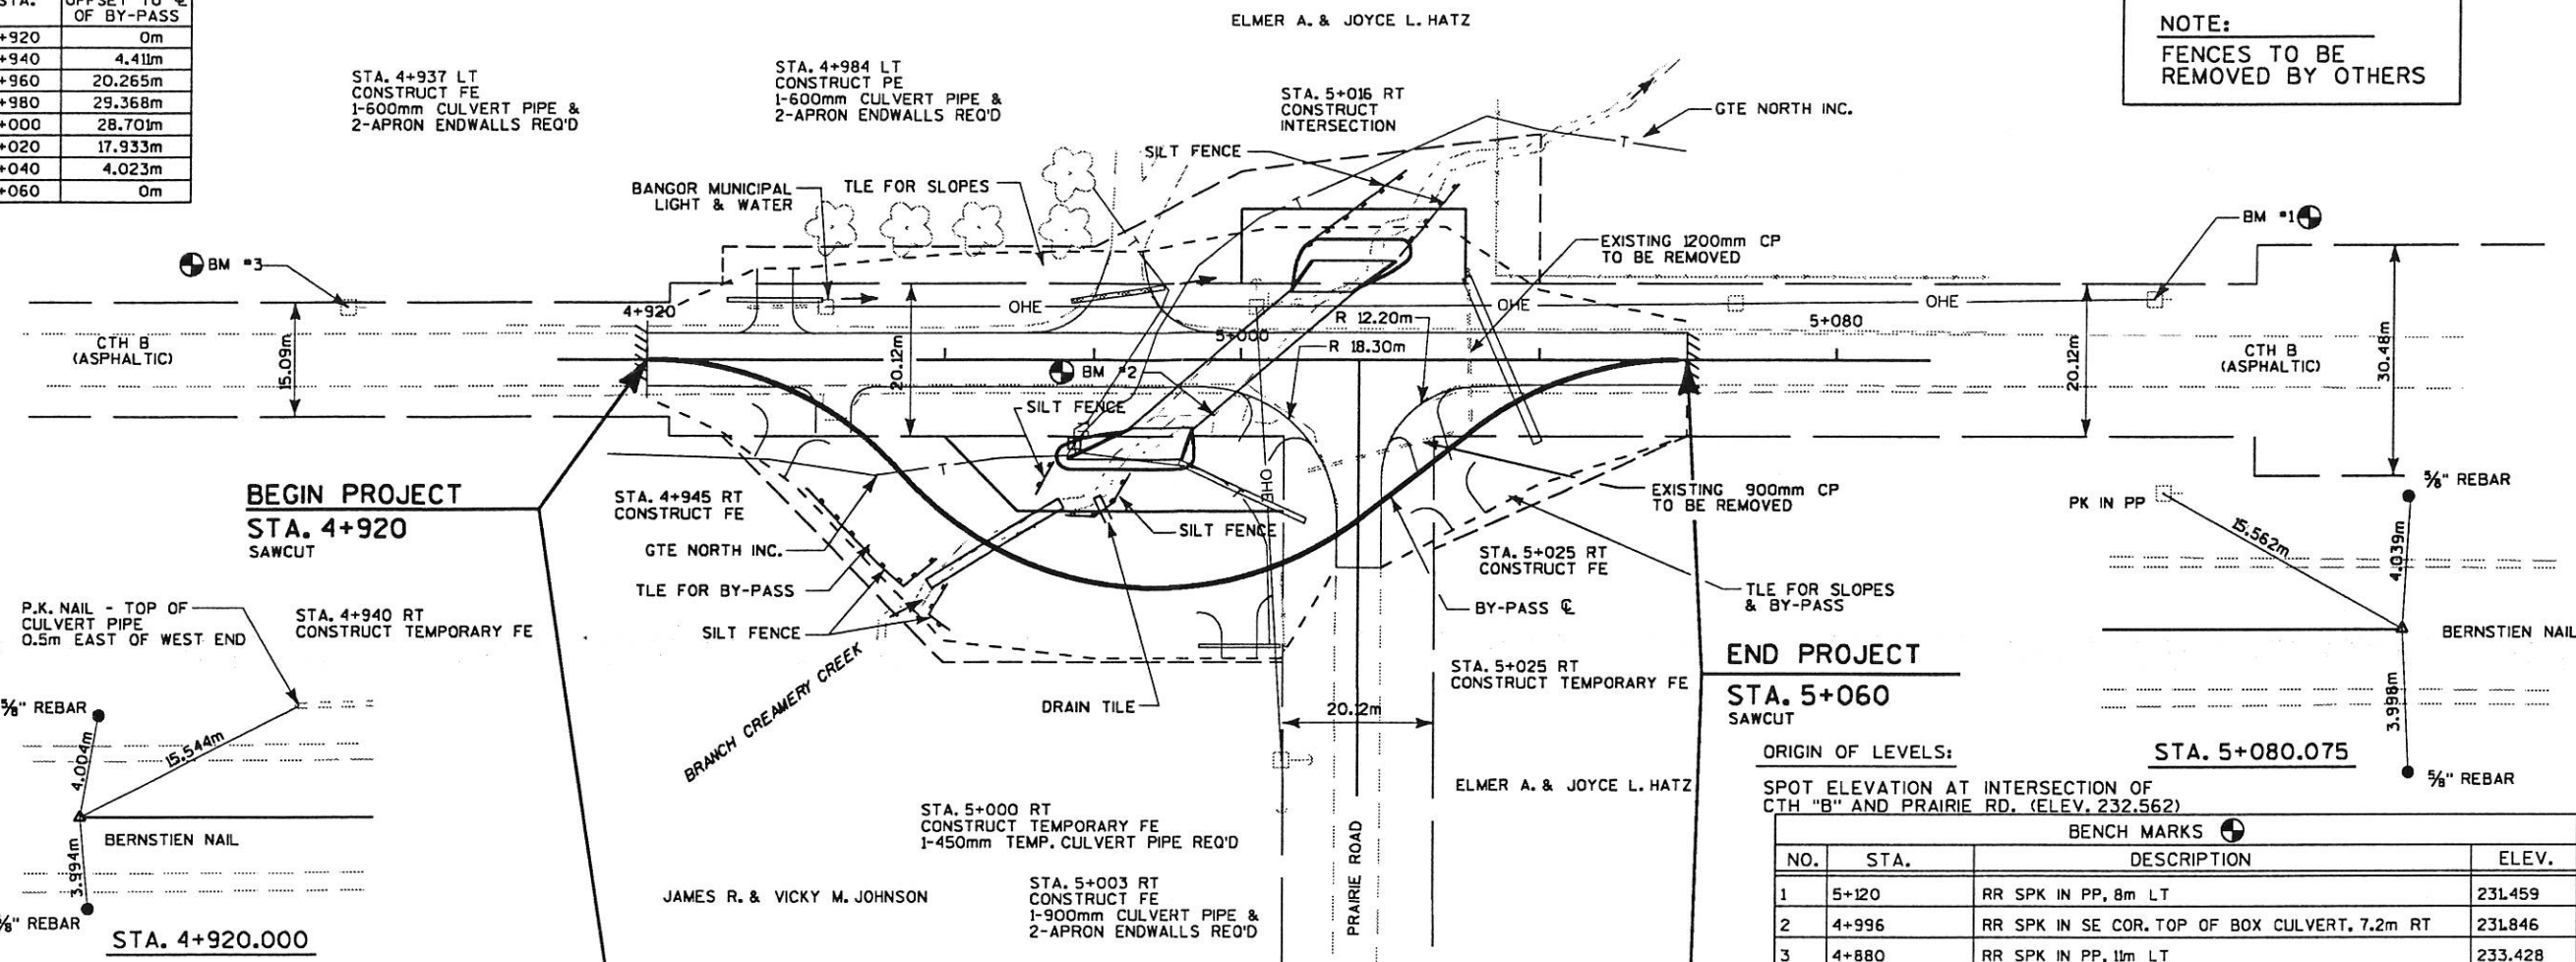 STA.
OFFSET TO ℄
OF BY-PASS
+920 0m
+940 4.411m
+960 20.265m
+980 29.368m
+000 28.701m
+020 17.933m
+040 4.023m
+060 0m
ELMER A. & JOYCE L. HATZ
NOTE:
FENCES TO BE
REMOVED BY OTHERS
STA. 4+937 LT
CONSTRUCT FE
1-600mm CULVERT PIPE &
2-APRON ENDWALLS REQ'D
STA. 4+984 LT
CONSTRUCT PE
1-600mm CULVERT PIPE &
2-APRON ENDWALLS REQ'D
STA. 5+016 RT
CONSTRUCT
INTERSECTION
GTE NORTH INC.
T
SILT FENCE
T
T
BANGOR MUNICIPAL
LIGHT & WATER
TLE FOR SLOPES
BM #3
BM #1
EXISTING 1200mm CP
TO BE REMOVED
4+920
OHE
OHE
OHE
CTH B
(ASPHALTIC)
15.09m
20.12m
5+000
R 12.20m
R 18.30m
5+080
20.12m
CTH B
(ASPHALTIC)
30.48m
BM #2
SILT FENCE
T
OHE
BEGIN PROJECT
STA. 4+920
SAWCUT
STA. 4+945 RT
CONSTRUCT FE
GTE NORTH INC.
TLE FOR BY-PASS
SILT FENCE
SILT FENCE
EXISTING 900mm CP
TO BE REMOVED
STA. 5+025 RT
CONSTRUCT FE
TLE FOR SLOPES
& BY-PASS
BY-PASS ℄
PK IN PP
⅝" REBAR
15.562m
4.039m
BERNSTIEN NAIL
3.998m
⅝" REBAR
STA. 5+080.075
P.K. NAIL - TOP OF
CULVERT PIPE
0.5m EAST OF WEST END
STA. 4+940 RT
CONSTRUCT TEMPORARY FE
BRANCH CREAMERY CREEK
DRAIN TILE
STA. 5+025 RT
CONSTRUCT TEMPORARY FE
20.12m
END PROJECT
STA. 5+060
SAWCUT
⅝" REBAR
4.004m
15.544m
BERNSTIEN NAIL
3.994m
⅝" REBAR
STA. 4+920.000
ELMER A. & JOYCE L. HATZ
STA. 5+000 RT
CONSTRUCT TEMPORARY FE
1-450mm TEMP. CULVERT PIPE REQ'D
JAMES R. & VICKY M. JOHNSON
STA. 5+003 RT
CONSTRUCT FE
1-900mm CULVERT PIPE &
2-APRON ENDWALLS REQ'D
PRAIRIE ROAD
ORIGIN OF LEVELS:
SPOT ELEVATION AT INTERSECTION OF
CTH "B" AND PRAIRIE RD. (ELEV. 232.562)
BENCH MARKS
NO. STA. DESCRIPTION ELEV.
1 5+120 RR SPK IN PP, 8m LT 231.459
2 4+996 RR SPK IN SE COR. TOP OF BOX CULVERT, 7.2m RT 231.846
3 4+880 RR SPK IN PP, 11m LT 233.428